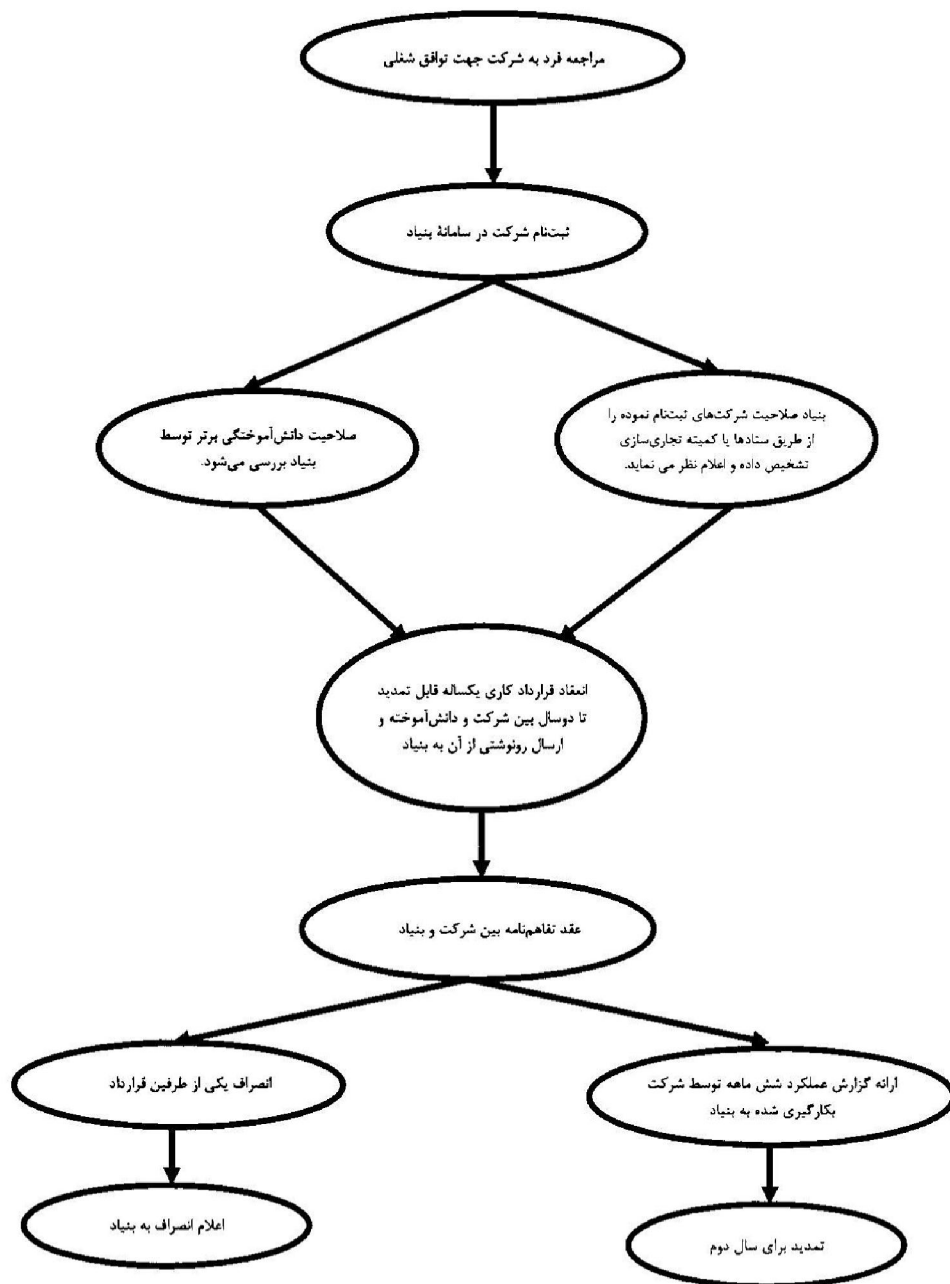 مراجعه فرد به شرکت جهت توافق شغلی
ثبت‌نام شرکت در سامانهٔ بنیاد
بنیاد صلاحیت شرکت‌های ثبت‌نام نموده را
از طریق ستادها یا کمیته تجاری‌سازی
تشخیص داده و اعلام نظر می نماید.
صلاحیت دانش‌آموختگی برتر توسط
بنیاد بررسی می‌شود.
انعقاد قرارداد کاری یکساله قابل تمدید
تا دوسال بین شرکت و دانش‌آموخته و
ارسال رونوشتی از آن به بنیاد
عقد تفاهم‌نامه بین شرکت و بنیاد
ارائه گزارش عملکرد شش ماهه توسط شرکت
بکارگیری شده به بنیاد
انصراف یکی از طرفین قرارداد
تمدید برای سال دوم
اعلام انصراف به بنیاد